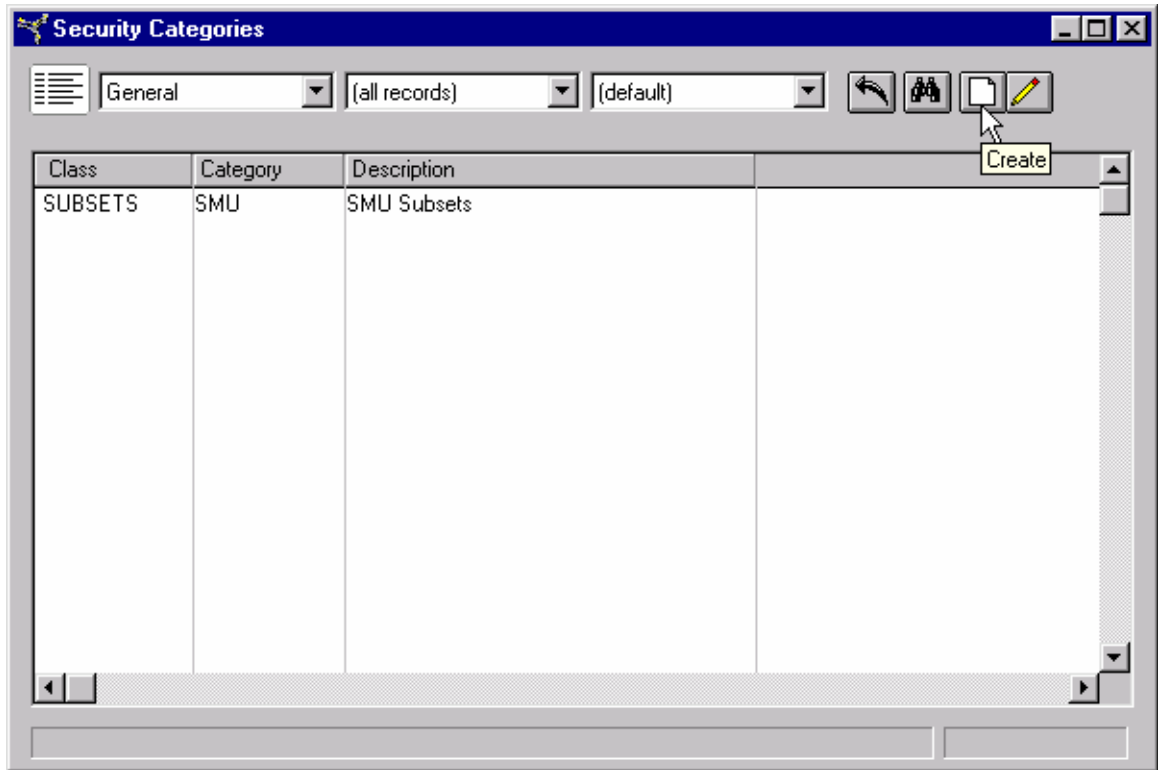 Security Categories
General (all records) (default)
Create
Class Category Description
SUBSETS SMU SMU Subsets